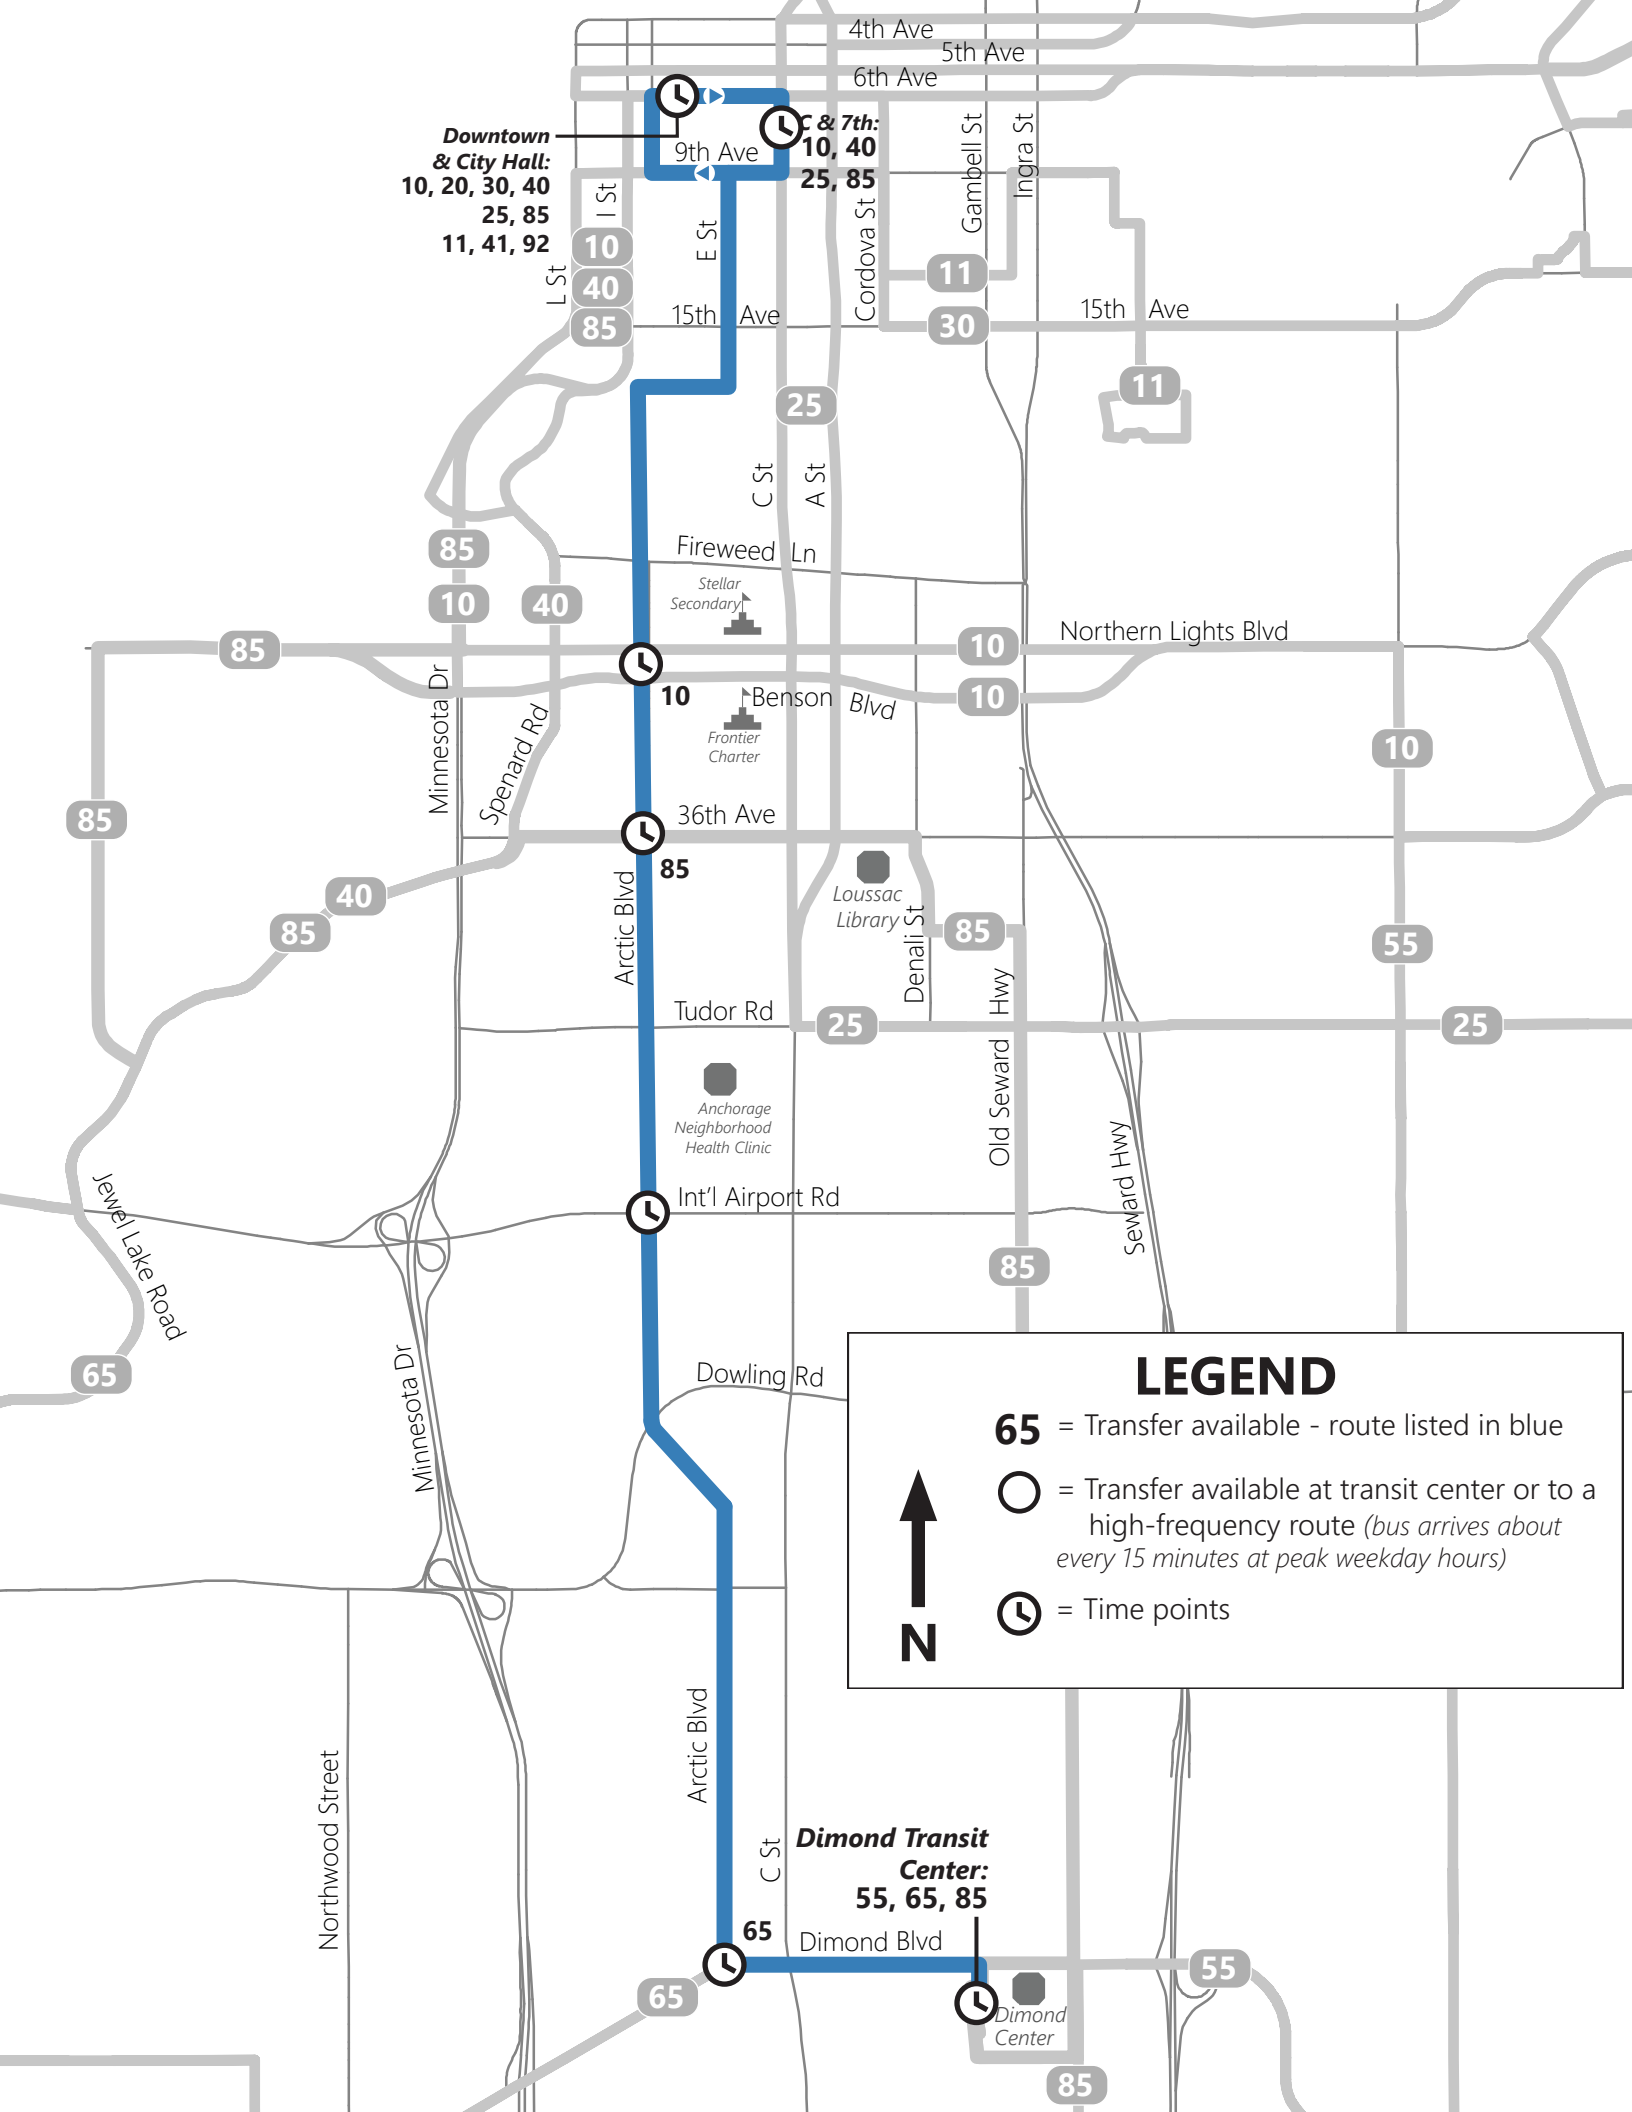 4th Ave
5th Ave
6th Ave
Downtown
& City Hall:
10, 20, 30, 40
25, 85
11, 41, 92
C & 7th:
10, 40
25, 85
9th Ave
I St
L St
E St
Cordova St
Gambell St
Ingra St
10
40
85
11
15th Ave
30
15th Ave
11
25
C St
A St
Fireweed Ln
85
10
40
Stellar
Secondary
85
10
Northern Lights Blvd
10
Benson Blvd
10
Frontier
Charter
Minnesota Dr
Spenard Rd
10
85
36th Ave
85
Loussac
Library
40
85
Arctic Blvd
Denali St
85
55
Old Seward Hwy
Tudor Rd
25
25
Anchorage
Neighborhood
Health Clinic
Seward Hwy
Jewel Lake Road
Int'l Airport Rd
85
65
Minnesota Dr
Dowling Rd
LEGEND
65 = Transfer available - route listed in blue
= Transfer available at transit center or to a
high-frequency route (bus arrives about
every 15 minutes at peak weekday hours)
= Time points
N
Arctic Blvd
Northwood Street
C St
Dimond Transit
Center:
55, 65, 85
65
Dimond Blvd
55
65
Dimond
Center
85